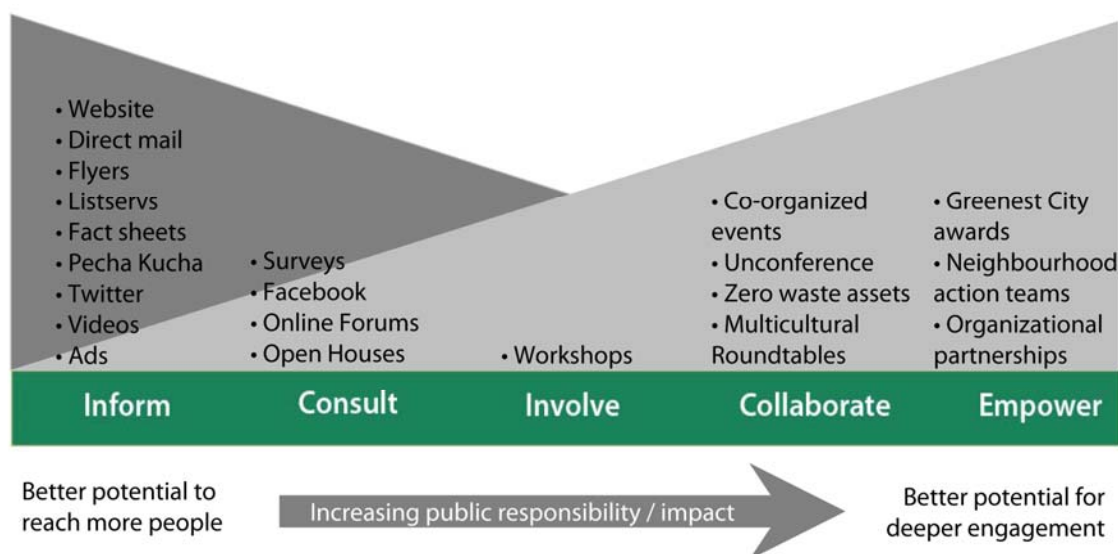 • Website
• Direct mail
• Flyers
• Listservs
• Fact sheets
• Pecha Kucha
• Twitter
• Videos
• Ads
• Surveys
• Facebook
• Online Forums
• Open Houses
• Workshops
• Co-organized
events
• Unconference
• Zero waste assets
• Multicultural
Roundtables
• Greenest City
awards
• Neighbourhood
action teams
• Organizational
partnerships
Inform
Consult
Involve
Collaborate
Empower
Better potential to
reach more people
Increasing public responsibility / impact
Better potential for
deeper engagement